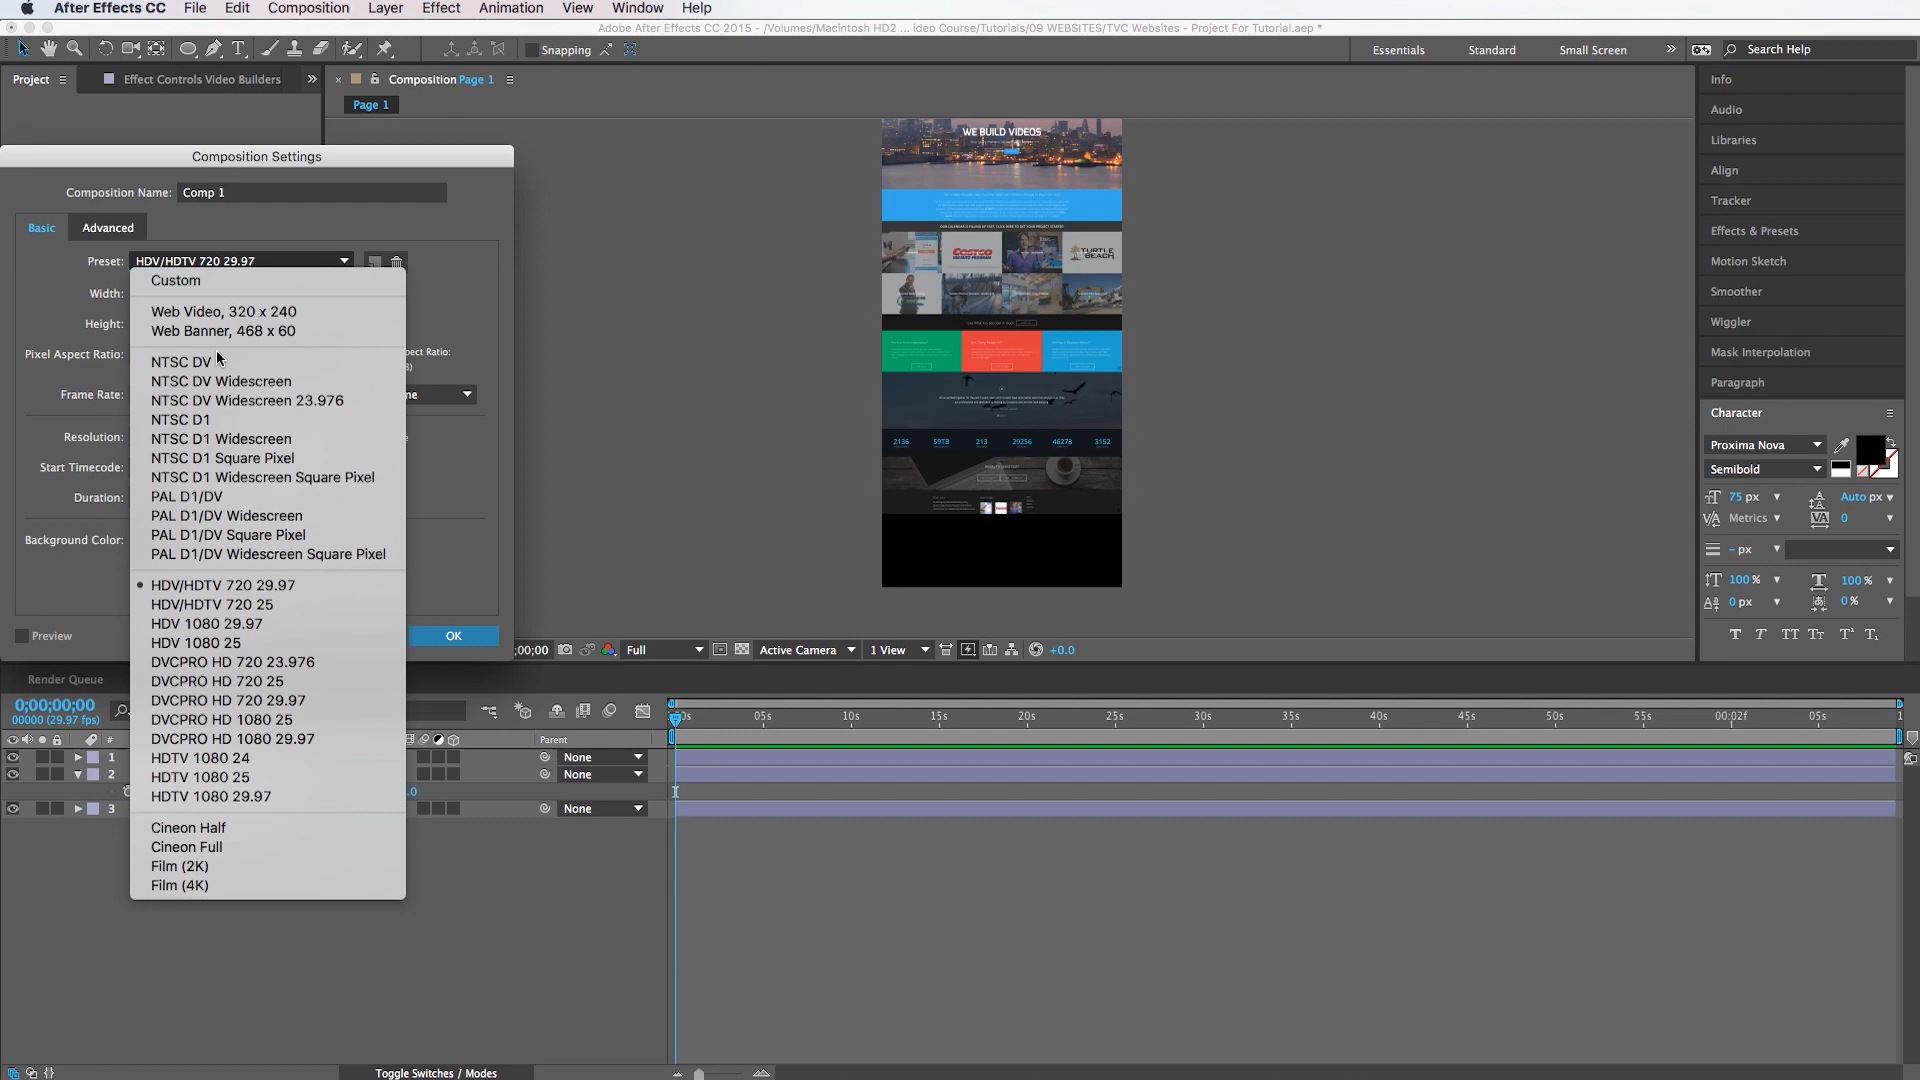 After Effects CC File Edit Composition Layer Effect Animation View Window Help
Adobe After Effects CC 2015 - /Volumes/Macintosh HD2 ... ideo Course/Tutorials/09 WEBSITES/TVC Websites - Project For Tutorial.aep *
Snapping
Essentials Standard Small Screen Search Help
Project Effect Controls Video Builders
Composition Page 1
Page 1
Composition Settings
Composition Name: Comp 1
Basic Advanced
Preset: HDV/HDTV 720 29.97
Width:
Height:
Pixel Aspect Ratio:
pect Ratio:
Frame Rate:
me
Resolution:
Start Timecode:
Duration:
Background Color:
Preview
OK
Custom
Web Video, 320 x 240
Web Banner, 468 x 60
NTSC DV
NTSC DV Widescreen
NTSC DV Widescreen 23.976
NTSC D1
NTSC D1 Widescreen
NTSC D1 Square Pixel
NTSC D1 Widescreen Square Pixel
PAL D1/DV
PAL D1/DV Widescreen
PAL D1/DV Square Pixel
PAL D1/DV Widescreen Square Pixel
HDV/HDTV 720 29.97
HDV/HDTV 720 25
HDV 1080 29.97
HDV 1080 25
DVCPRO HD 720 23.976
DVCPRO HD 720 25
DVCPRO HD 720 29.97
DVCPRO HD 1080 25
DVCPRO HD 1080 29.97
HDTV 1080 24
HDTV 1080 25
HDTV 1080 29.97
Cineon Half
Cineon Full
Film (2K)
Film (4K)
WE BUILD VIDEOS
COSTCO
TURTLE BEACH
2136 59TB 213 29256 46278 3152
;00;00 Full Active Camera 1 View +0.0
Info
Audio
Libraries
Align
Tracker
Effects & Presets
Motion Sketch
Smoother
Wiggler
Mask Interpolation
Paragraph
Character
Proxima Nova
Semibold
75 px Auto px
Metrics 0
- px
100 % 100 %
0 px 0 %
Render Queue
0;00;00;00
00000 (29.97 fps)
05s 10s 15s 20s 25s 30s 35s 40s 45s 50s 55s 00:02f 05s 1
# Parent
1 None
2 None
.0
3 None
Toggle Switches / Modes